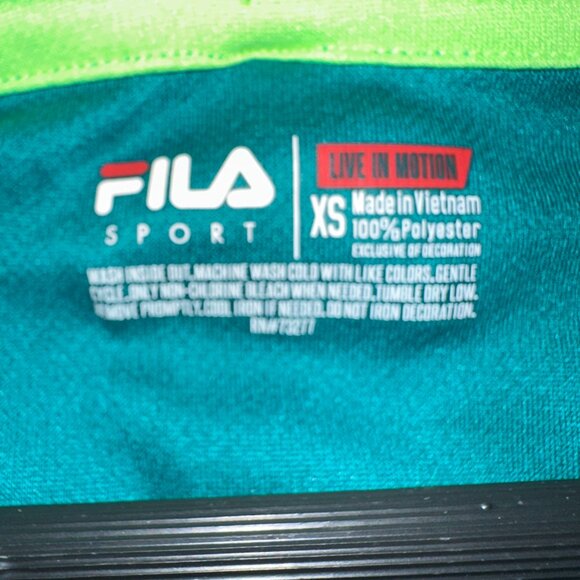 FILA
SPORT
LIVE IN MOTION
XS
Made in Vietnam
100% Polyester
EXCLUSIVE OF DECORATION
WASH INSIDE OUT. MACHINE WASH COLD WITH LIKE COLORS. GENTLE
CYCLE. ONLY NON-CHLORINE BLEACH WHEN NEEDED. TUMBLE DRY LOW.
REMOVE PROMPTLY. COOL IRON IF NEEDED. DO NOT IRON DECORATION.
RN#73277